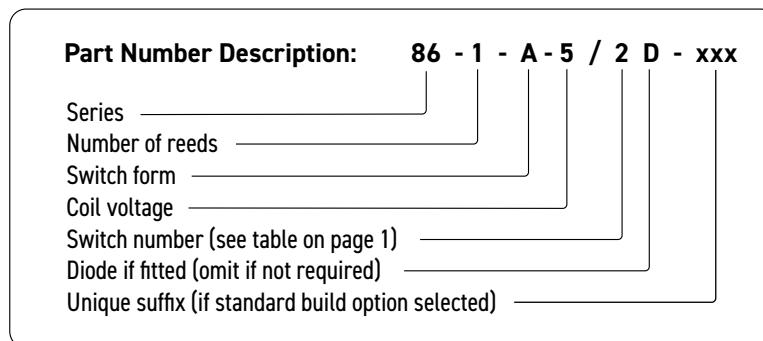 Part Number Description: 86 - 1 - A - 5 / 2 D - xxx
Series
Number of reeds
Switch form
Coil voltage
Switch number (see table on page 1)
Diode if fitted (omit if not required)
Unique suffix (if standard build option selected)